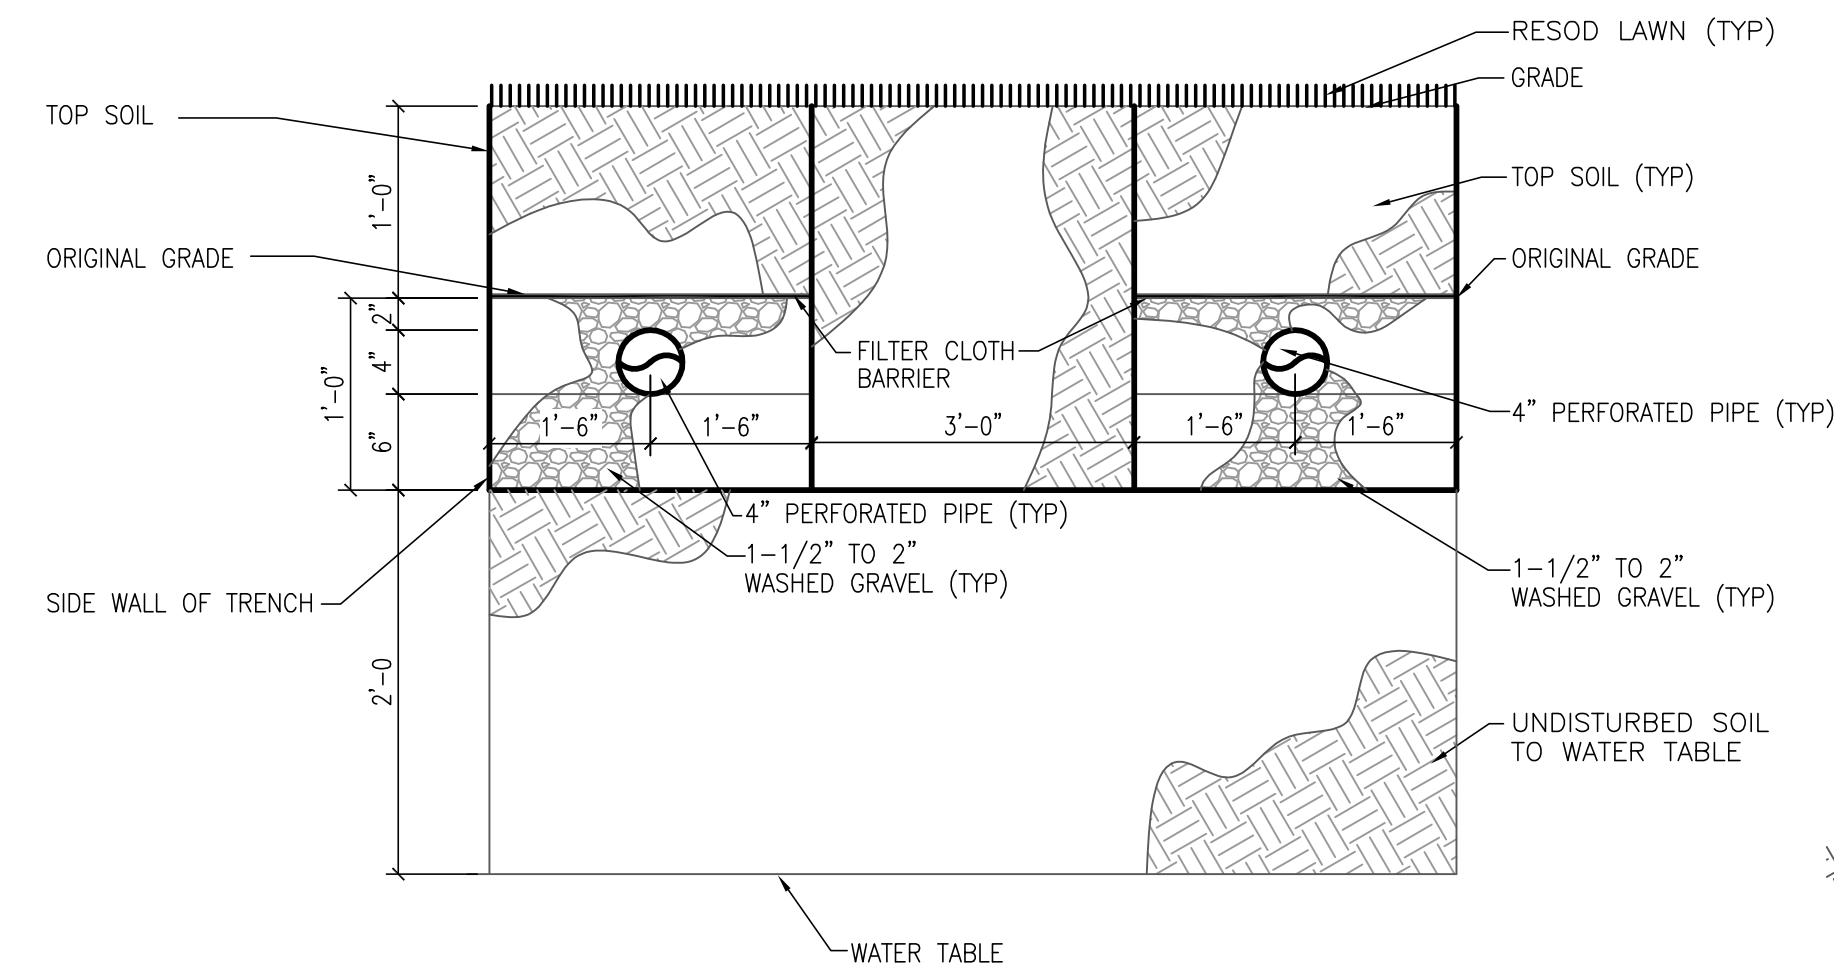 RESOD LAWN (TYP)
GRADE
TOP SOIL
TOP SOIL (TYP)
1'-0"
ORIGINAL GRADE
ORIGINAL GRADE
2"
FILTER CLOTH
BARRIER
4"
1'-0"
4" PERFORATED PIPE (TYP)
1'-6"
1'-6"
3'-0"
1'-6"
1'-6"
6"
4" PERFORATED PIPE (TYP)
1-1/2" TO 2"
WASHED GRAVEL (TYP)
1-1/2" TO 2"
WASHED GRAVEL (TYP)
SIDE WALL OF TRENCH
2'-0
UNDISTURBED SOIL
TO WATER TABLE
WATER TABLE